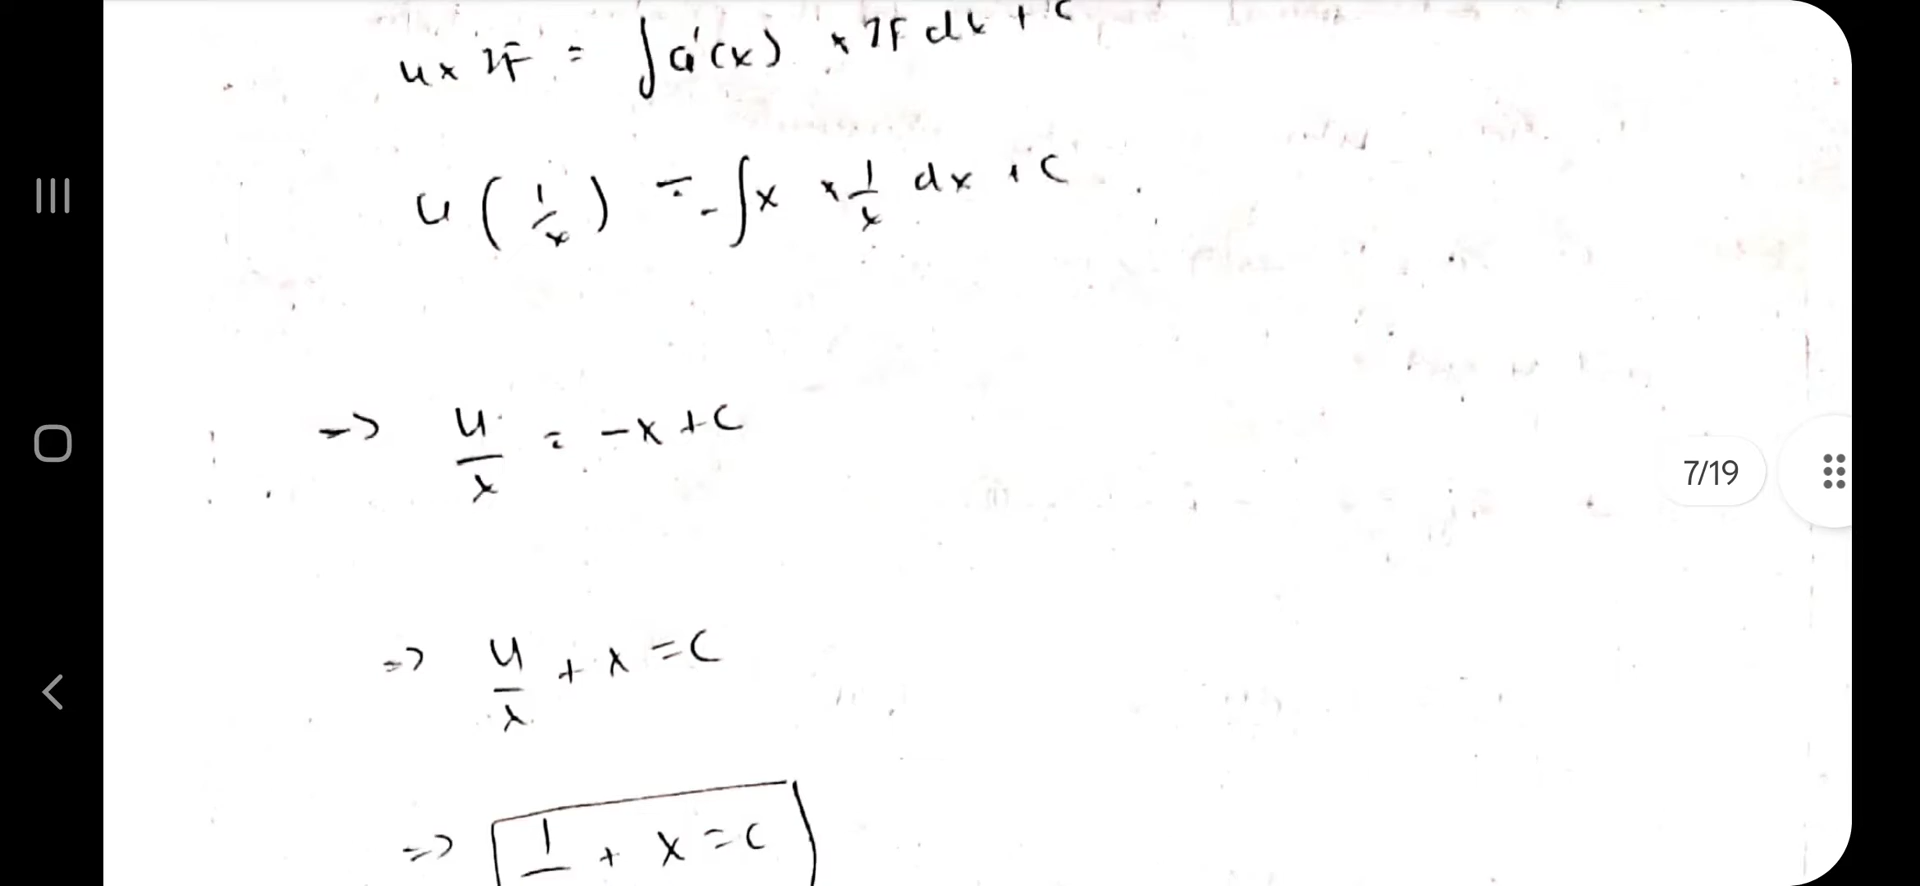 u x IF = ∫ Q'(x) x IF dx + C
u (1/x) = - ∫ x x 1/x dx + C
-> u/x = -x + C
=> u/x + x = C
7/19
=> 1/ + x = C